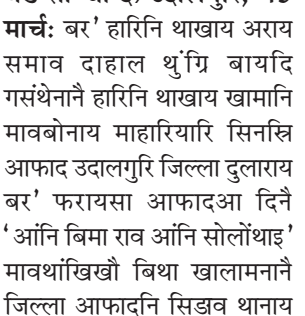 मार्चः बर' हारिनि थाखाय अराय
समाव दाहाल थुंग्रि बायदि
गसंथेनानै हारिनि थाखाय खामानि
मावबोनाय माहारियारि सिनस्रि
आफाद उदालगुरि जिल्ला दुलाराय
बर' फरायसा आफादआ दिनै
'आंनि बिमा राव आंनि सोलोंथाइ'
मावथांखिखौ बिथा खालामनानै
जिल्ला आफादनि सिङाव थानाय